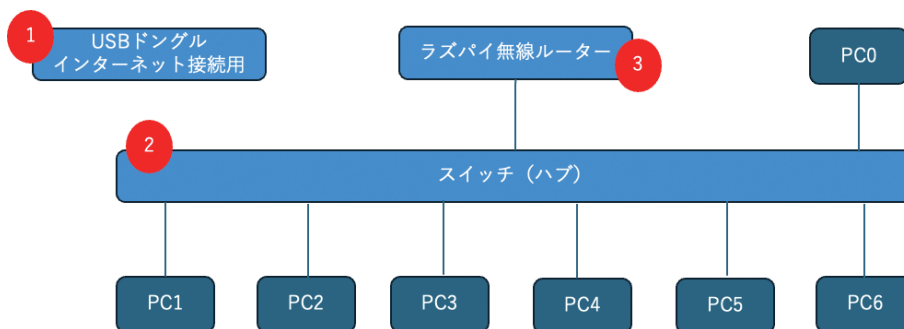 1
USBドングル
インターネット接続用
ラズパイ無線ルーター
3
PC0
2
スイッチ（ハブ）
PC1
PC2
PC3
PC4
PC5
PC6